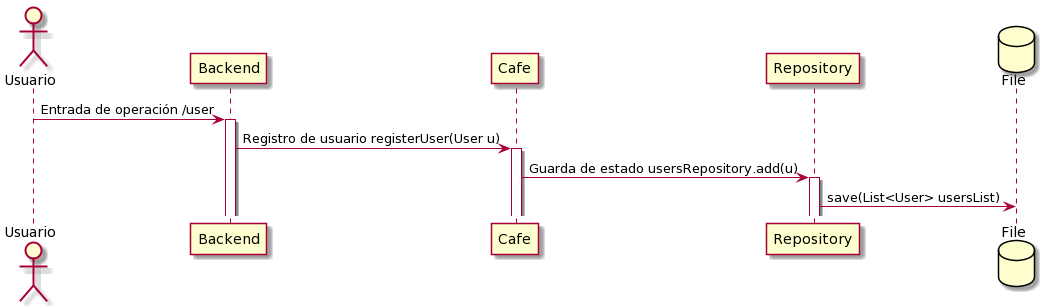 Usuario
Backend
Cafe
Repository
File
Entrada de operación /user
Registro de usuario registerUser(User u)
Guarda de estado usersRepository.add(u)
save(List<User> usersList)
Usuario
Backend
Cafe
Repository
File